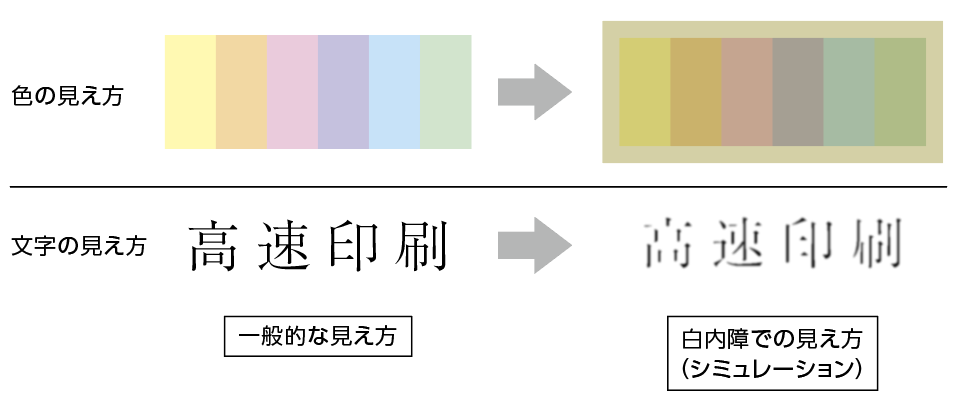 色の見え方
文字の見え方
高速印刷
高速印刷
一般的な見え方
白内障での見え方
（シミュレーション）